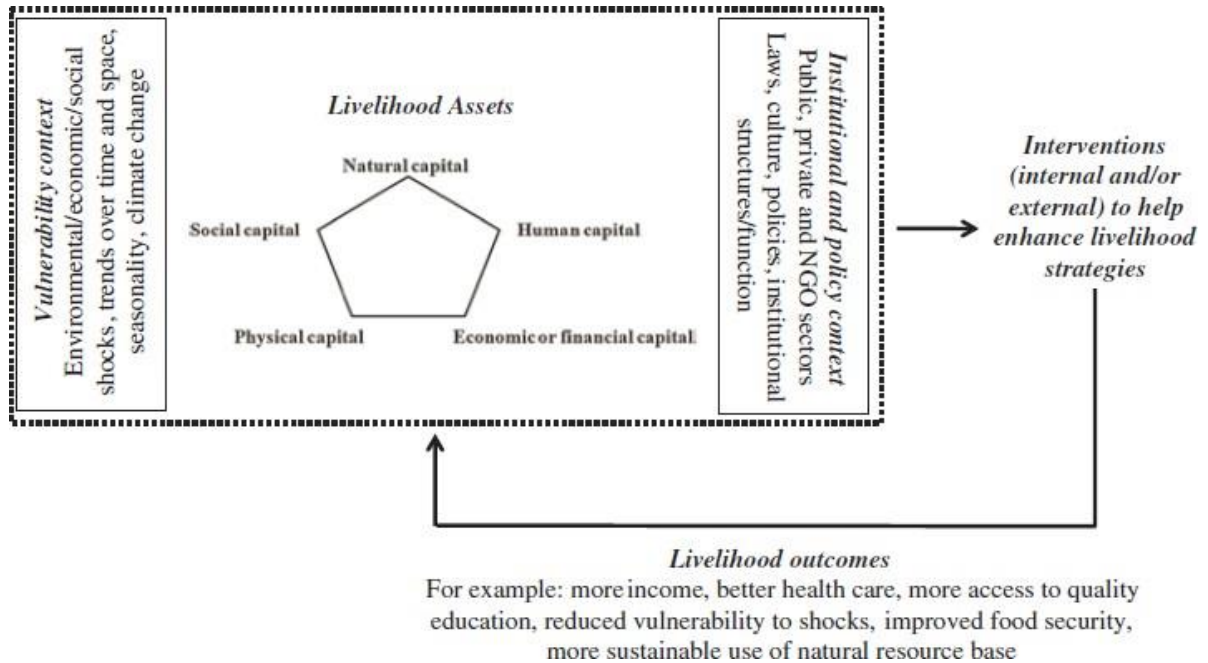 Vulnerability context
Environmental/economic/social
shocks, trends over time and space,
seasonality, climate change
Livelihood Assets
Natural capital
Social capital
Human capital
Physical capital
Economic or financial capital
Institutional and policy context
Public, private and NGO sectors
Laws, culture, policies, institutional
structures/function
Interventions
(internal and/or
external) to help
enhance livelihood
strategies
Livelihood outcomes
For example: more income, better health care, more access to quality
education, reduced vulnerability to shocks, improved food security,
more sustainable use of natural resource base